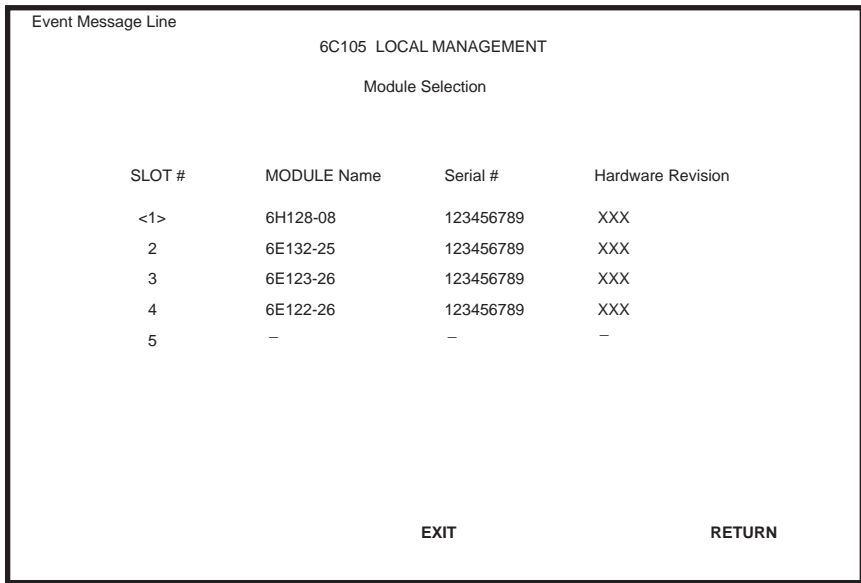 Event Message Line
6C105 LOCAL MANAGEMENT
Module Selection
SLOT # MODULE Name Serial # Hardware Revision
<1> 6H128-08 123456789 XXX
2 6E132-25 123456789 XXX
3 6E123-26 123456789 XXX
4 6E122-26 123456789 XXX
5 – – –
EXIT RETURN